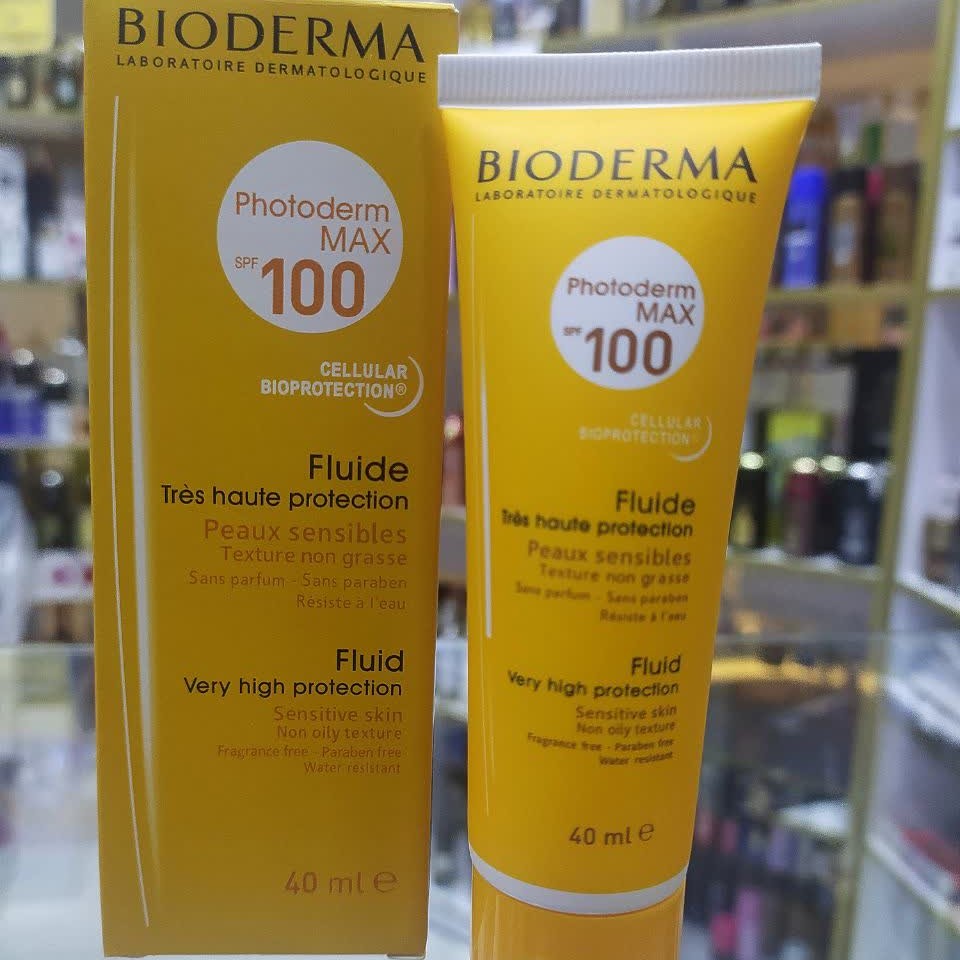 BIODERMA
LABORATOIRE DERMATOLOGIQUE
Photoderm
MAX
SPF 100
CELLULAR
BIOPROTECTION®
Fluide
Très haute protection
Peaux sensibles
Texture non grasse
Sans parfum - Sans paraben
Résiste à l'eau
Fluid
Very high protection
Sensitive skin
Non oily texture
Fragrance free - Paraben free
Water resistant
40 ml ℮
BIODERMA
LABORATOIRE DERMATOLOGIQUE
Photoderm
MAX
SPF 100
CELLULAR
BIOPROTECTION®
Fluide
Très haute protection
Peaux sensibles
Texture non grasse
Sans parfum - Sans paraben
Résiste à l'eau
Fluid
Very high protection
Sensitive skin
Non oily texture
Fragrance free - Paraben free
Water resistant
40 ml ℮